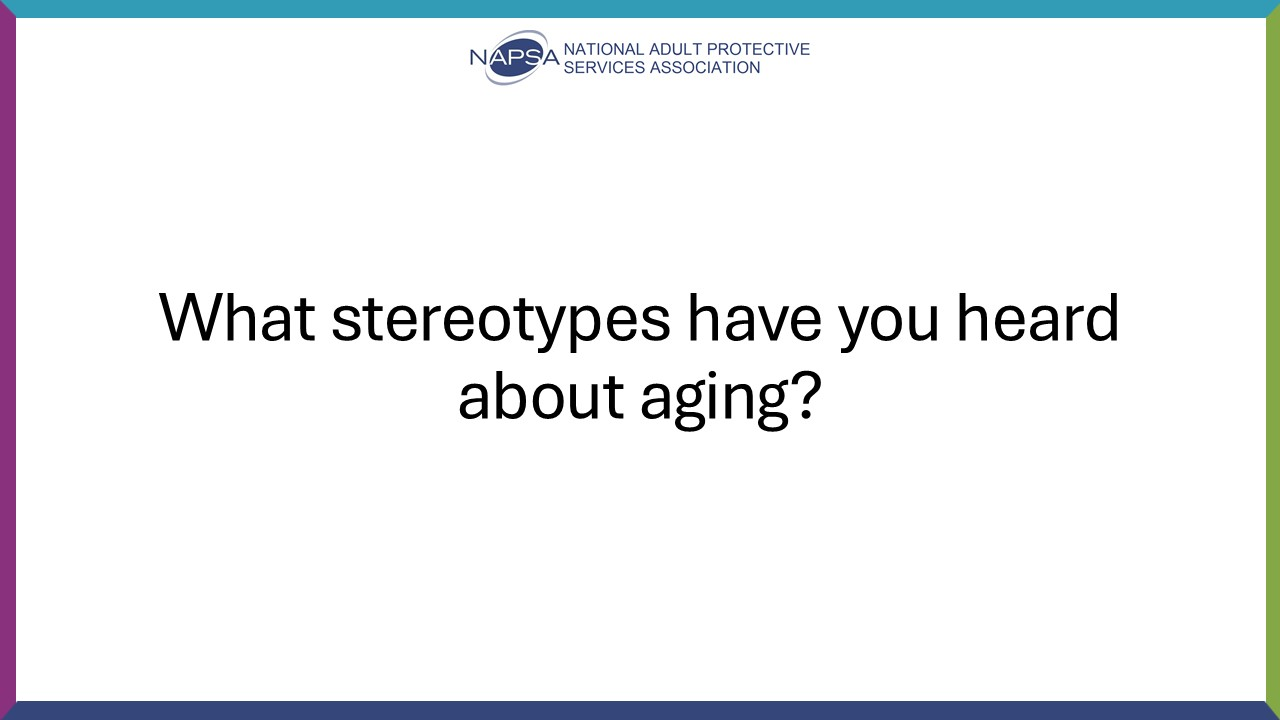 NAPSA
NATIONAL ADULT PROTECTIVE
SERVICES ASSOCIATION
What stereotypes have you heard
about aging?